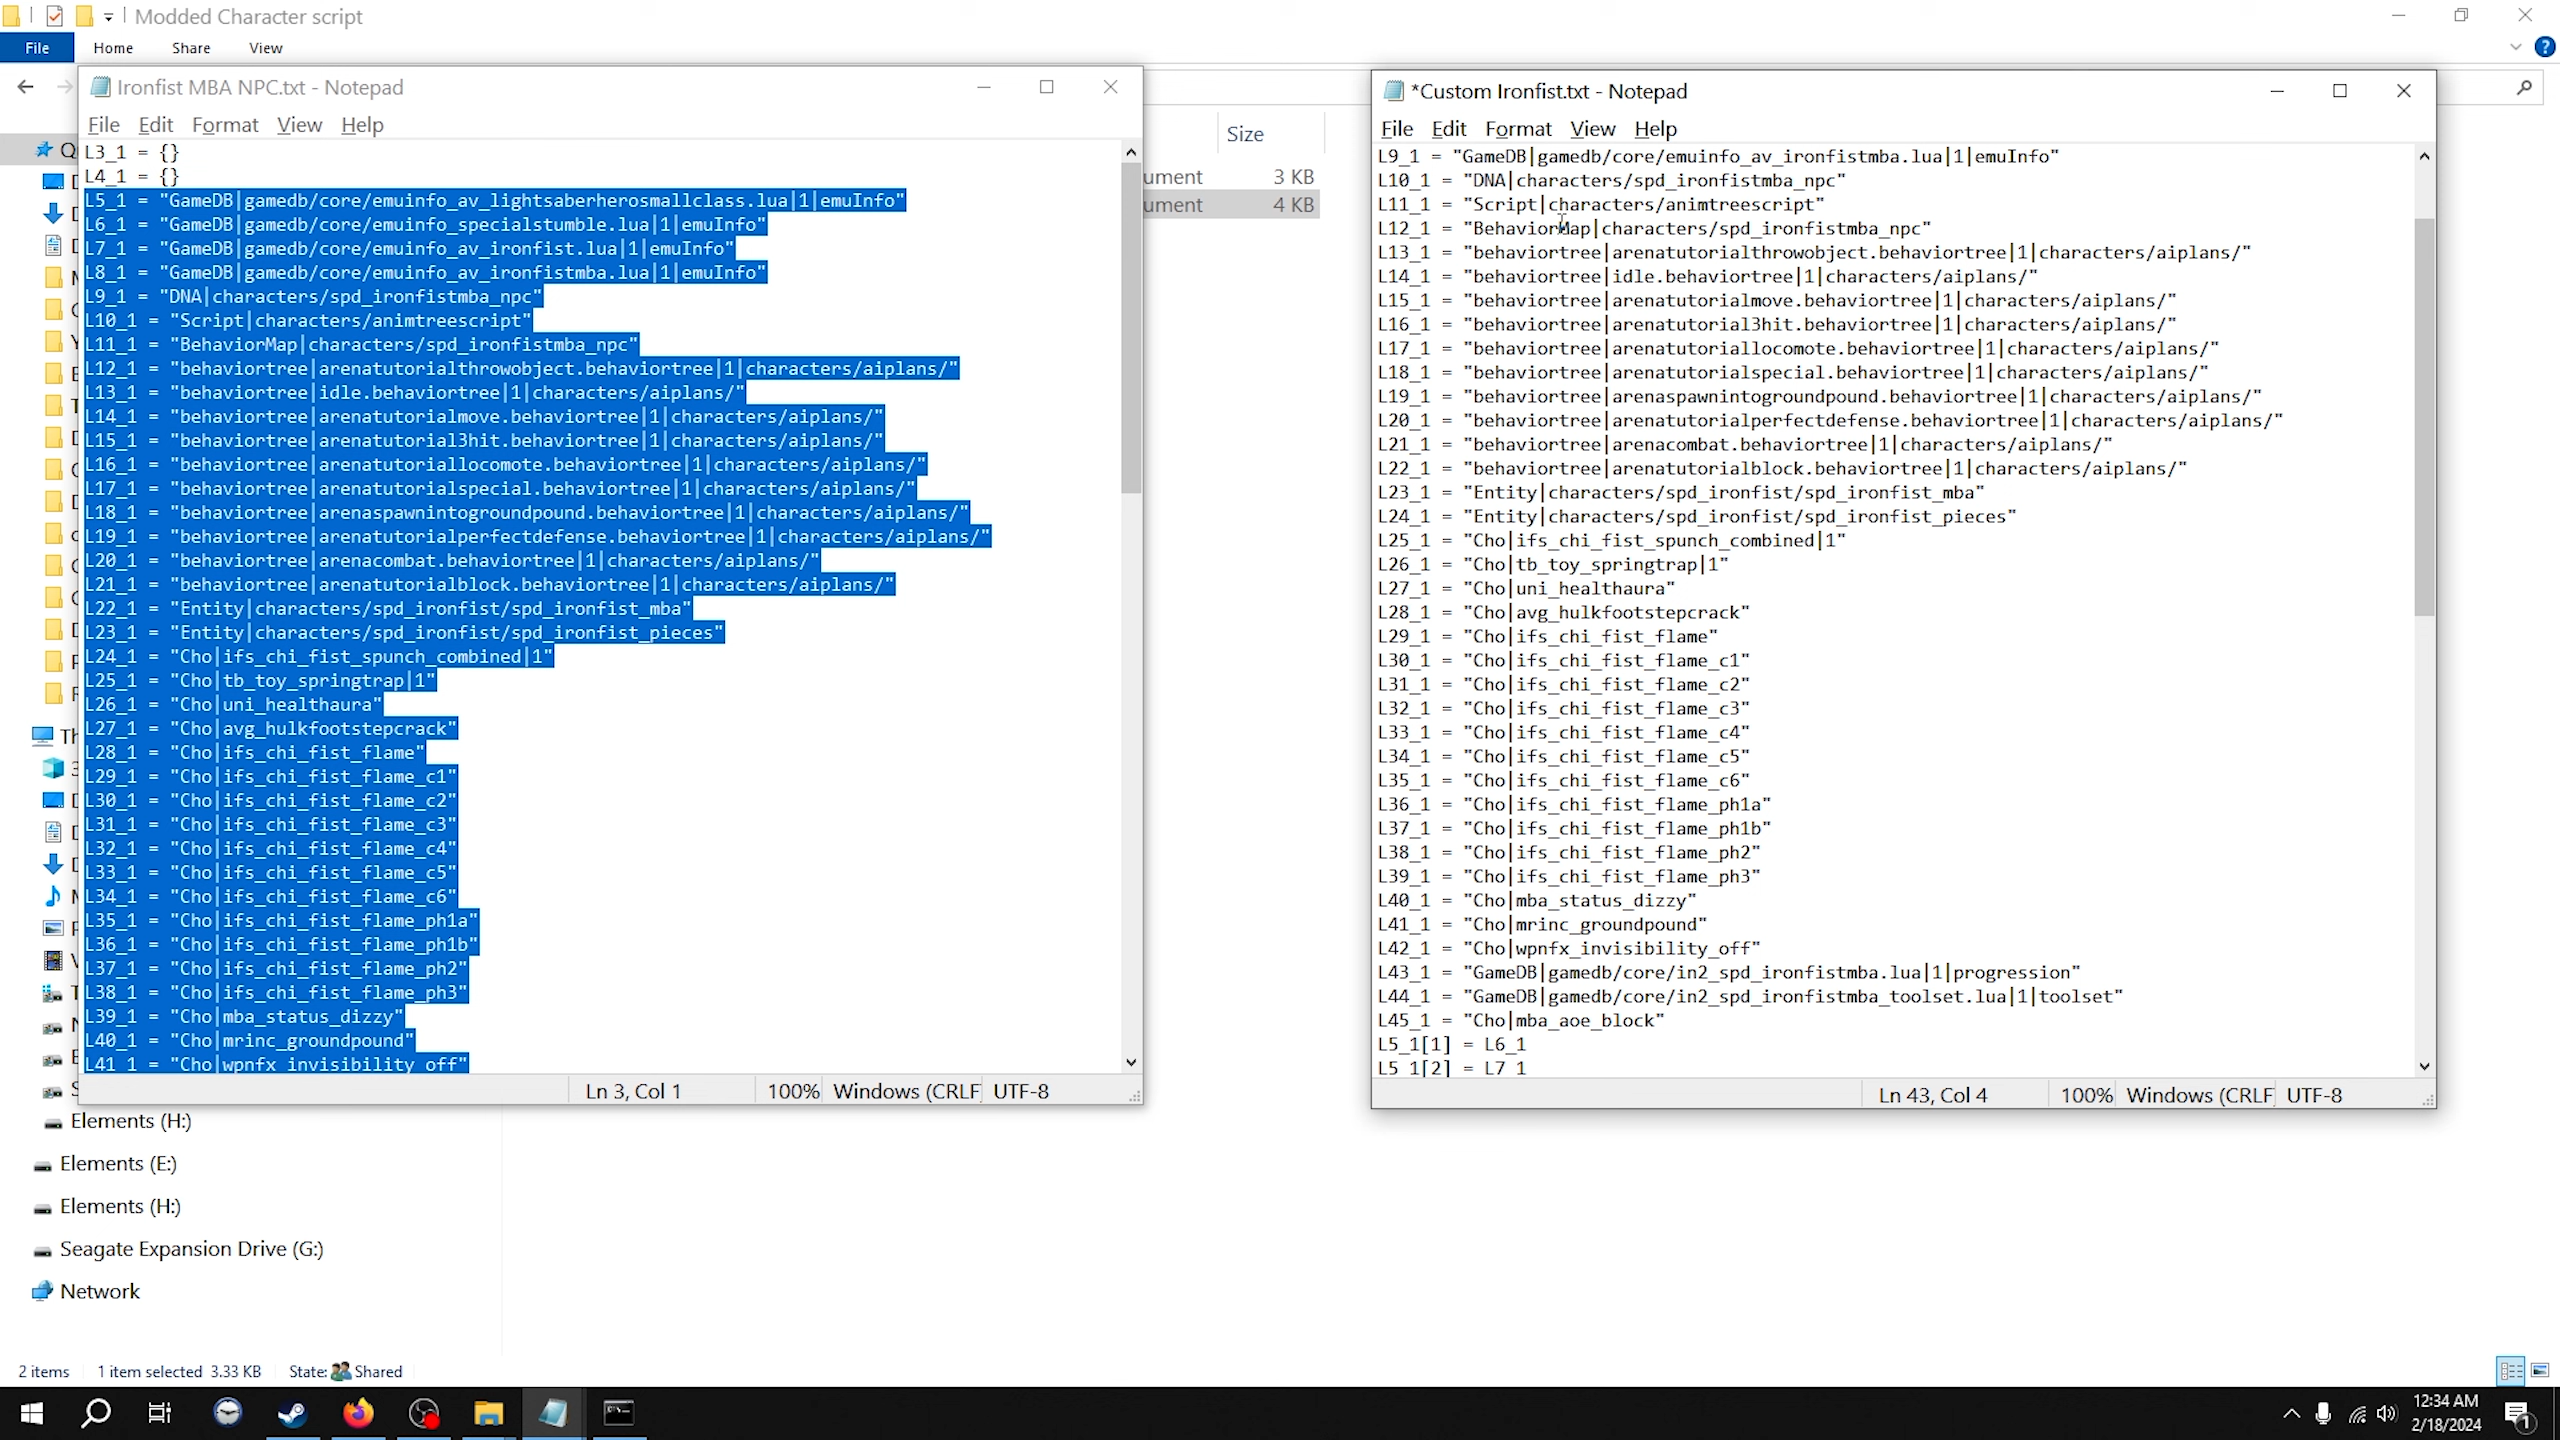 Modded Character script
File Home Share View
Ironfist MBA NPC.txt - Notepad
File Edit Format View Help
L3_1 = {}
L4_1 = {}
L5_1 = "GameDB|gamedb/core/emuinfo_av_lightsaberherosmallclass.lua|1|emuInfo"
L6_1 = "GameDB|gamedb/core/emuinfo_specialstumble.lua|1|emuInfo"
L7_1 = "GameDB|gamedb/core/emuinfo_av_ironfist.lua|1|emuInfo"
L8_1 = "GameDB|gamedb/core/emuinfo_av_ironfistmba.lua|1|emuInfo"
L9_1 = "DNA|characters/spd_ironfistmba_npc"
L10_1 = "Script|characters/animtreescript"
L11_1 = "BehaviorMap|characters/spd_ironfistmba_npc"
L12_1 = "behaviortree|arenatutorialthrowobject.behaviortree|1|characters/aiplans/"
L13_1 = "behaviortree|idle.behaviortree|1|characters/aiplans/"
L14_1 = "behaviortree|arenatutorialmove.behaviortree|1|characters/aiplans/"
L15_1 = "behaviortree|arenatutorial3hit.behaviortree|1|characters/aiplans/"
L16_1 = "behaviortree|arenatutoriallocomote.behaviortree|1|characters/aiplans/"
L17_1 = "behaviortree|arenatutorialspecial.behaviortree|1|characters/aiplans/"
L18_1 = "behaviortree|arenaspawnintogroundpound.behaviortree|1|characters/aiplans/"
L19_1 = "behaviortree|arenatutorialperfectdefense.behaviortree|1|characters/aiplans/"
L20_1 = "behaviortree|arenacombat.behaviortree|1|characters/aiplans/"
L21_1 = "behaviortree|arenatutorialblock.behaviortree|1|characters/aiplans/"
L22_1 = "Entity|characters/spd_ironfist/spd_ironfist_mba"
L23_1 = "Entity|characters/spd_ironfist/spd_ironfist_pieces"
L24_1 = "Cho|ifs_chi_fist_spunch_combined|1"
L25_1 = "Cho|tb_toy_springtrap|1"
L26_1 = "Cho|uni_healthaura"
L27_1 = "Cho|avg_hulkfootstepcrack"
L28_1 = "Cho|ifs_chi_fist_flame"
L29_1 = "Cho|ifs_chi_fist_flame_c1"
L30_1 = "Cho|ifs_chi_fist_flame_c2"
L31_1 = "Cho|ifs_chi_fist_flame_c3"
L32_1 = "Cho|ifs_chi_fist_flame_c4"
L33_1 = "Cho|ifs_chi_fist_flame_c5"
L34_1 = "Cho|ifs_chi_fist_flame_c6"
L35_1 = "Cho|ifs_chi_fist_flame_ph1a"
L36_1 = "Cho|ifs_chi_fist_flame_ph1b"
L37_1 = "Cho|ifs_chi_fist_flame_ph2"
L38_1 = "Cho|ifs_chi_fist_flame_ph3"
L39_1 = "Cho|mba_status_dizzy"
L40_1 = "Cho|mrinc_groundpound"
L41_1 = "Cho|wpnfx_invisibility_off"
Ln 3, Col 1 100% Windows (CRLF UTF-8
Size
ument 3 KB
ument 4 KB
*Custom Ironfist.txt - Notepad
File Edit Format View Help
L9_1 = "GameDB|gamedb/core/emuinfo_av_ironfistmba.lua|1|emuInfo"
L10_1 = "DNA|characters/spd_ironfistmba_npc"
L11_1 = "Script|characters/animtreescript"
L12_1 = "BehaviorMap|characters/spd_ironfistmba_npc"
L13_1 = "behaviortree|arenatutorialthrowobject.behaviortree|1|characters/aiplans/"
L14_1 = "behaviortree|idle.behaviortree|1|characters/aiplans/"
L15_1 = "behaviortree|arenatutorialmove.behaviortree|1|characters/aiplans/"
L16_1 = "behaviortree|arenatutorial3hit.behaviortree|1|characters/aiplans/"
L17_1 = "behaviortree|arenatutoriallocomote.behaviortree|1|characters/aiplans/"
L18_1 = "behaviortree|arenatutorialspecial.behaviortree|1|characters/aiplans/"
L19_1 = "behaviortree|arenaspawnintogroundpound.behaviortree|1|characters/aiplans/"
L20_1 = "behaviortree|arenatutorialperfectdefense.behaviortree|1|characters/aiplans/"
L21_1 = "behaviortree|arenacombat.behaviortree|1|characters/aiplans/"
L22_1 = "behaviortree|arenatutorialblock.behaviortree|1|characters/aiplans/"
L23_1 = "Entity|characters/spd_ironfist/spd_ironfist_mba"
L24_1 = "Entity|characters/spd_ironfist/spd_ironfist_pieces"
L25_1 = "Cho|ifs_chi_fist_spunch_combined|1"
L26_1 = "Cho|tb_toy_springtrap|1"
L27_1 = "Cho|uni_healthaura"
L28_1 = "Cho|avg_hulkfootstepcrack"
L29_1 = "Cho|ifs_chi_fist_flame"
L30_1 = "Cho|ifs_chi_fist_flame_c1"
L31_1 = "Cho|ifs_chi_fist_flame_c2"
L32_1 = "Cho|ifs_chi_fist_flame_c3"
L33_1 = "Cho|ifs_chi_fist_flame_c4"
L34_1 = "Cho|ifs_chi_fist_flame_c5"
L35_1 = "Cho|ifs_chi_fist_flame_c6"
L36_1 = "Cho|ifs_chi_fist_flame_ph1a"
L37_1 = "Cho|ifs_chi_fist_flame_ph1b"
L38_1 = "Cho|ifs_chi_fist_flame_ph2"
L39_1 = "Cho|ifs_chi_fist_flame_ph3"
L40_1 = "Cho|mba_status_dizzy"
L41_1 = "Cho|mrinc_groundpound"
L42_1 = "Cho|wpnfx_invisibility_off"
L43_1 = "GameDB|gamedb/core/in2_spd_ironfistmba.lua|1|progression"
L44_1 = "GameDB|gamedb/core/in2_spd_ironfistmba_toolset.lua|1|toolset"
L45_1 = "Cho|mba_aoe_block"
L5_1[1] = L6_1
L5_1[2] = L7_1
Ln 43, Col 4 100% Windows (CRLF UTF-8
Elements (H:)
Elements (E:)
Elements (H:)
Seagate Expansion Drive (G:)
Network
2 items 1 item selected 3.33 KB State: Shared
12:34 AM
2/18/2024
1